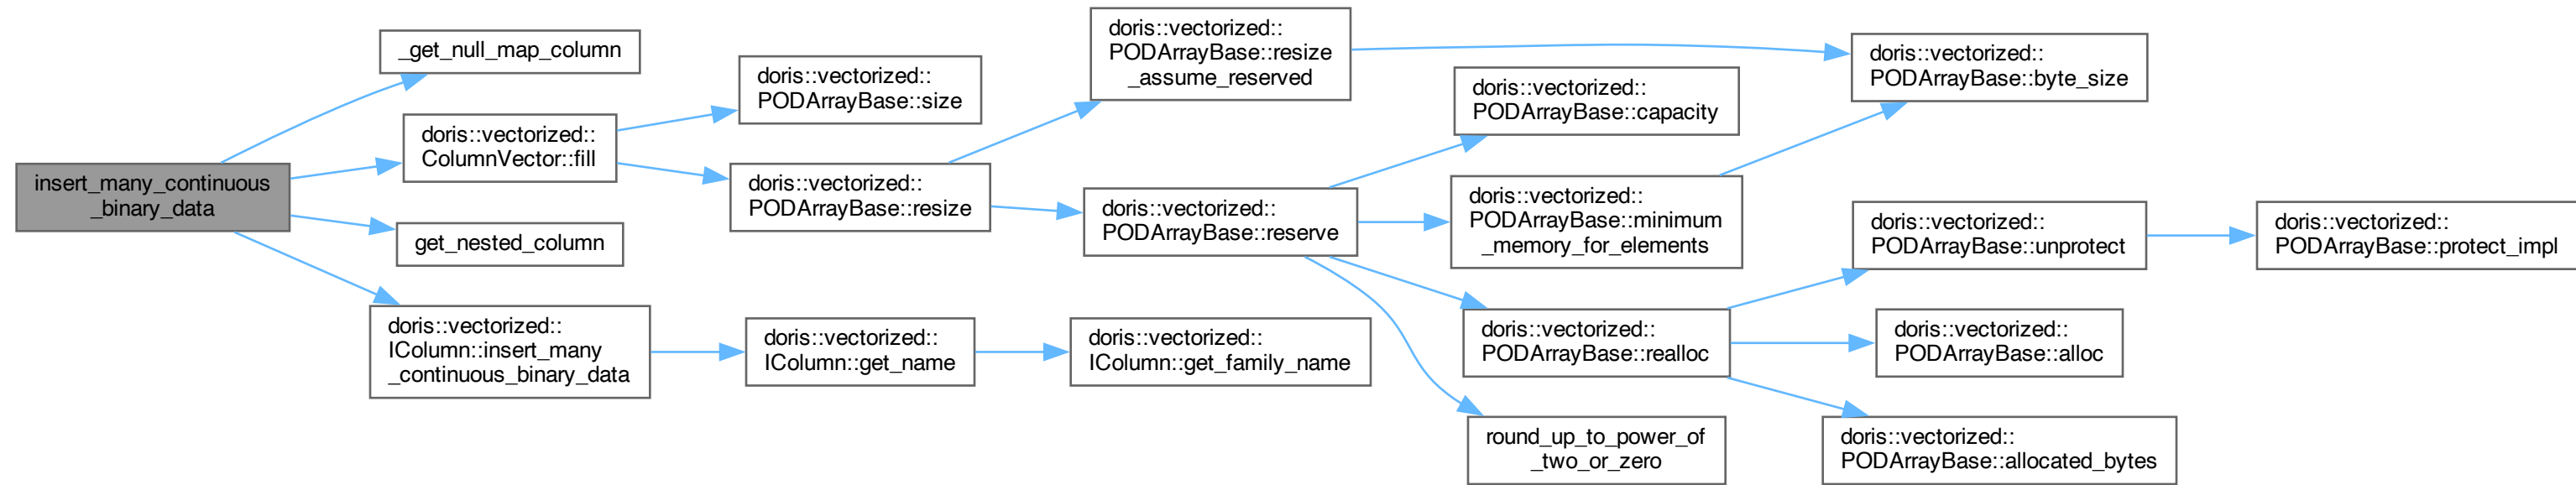 insert_many_continuous
_binary_data
_get_null_map_column
doris::vectorized::
ColumnVector::fill
get_nested_column
doris::vectorized::
IColumn::insert_many
_continuous_binary_data
doris::vectorized::
PODArrayBase::size
doris::vectorized::
PODArrayBase::resize
doris::vectorized::
IColumn::get_name
doris::vectorized::
PODArrayBase::resize
_assume_reserved
doris::vectorized::
PODArrayBase::reserve
doris::vectorized::
IColumn::get_family_name
doris::vectorized::
PODArrayBase::capacity
doris::vectorized::
PODArrayBase::minimum
_memory_for_elements
doris::vectorized::
PODArrayBase::realloc
round_up_to_power_of
_two_or_zero
doris::vectorized::
PODArrayBase::byte_size
doris::vectorized::
PODArrayBase::unprotect
doris::vectorized::
PODArrayBase::alloc
doris::vectorized::
PODArrayBase::allocated_bytes
doris::vectorized::
PODArrayBase::protect_impl